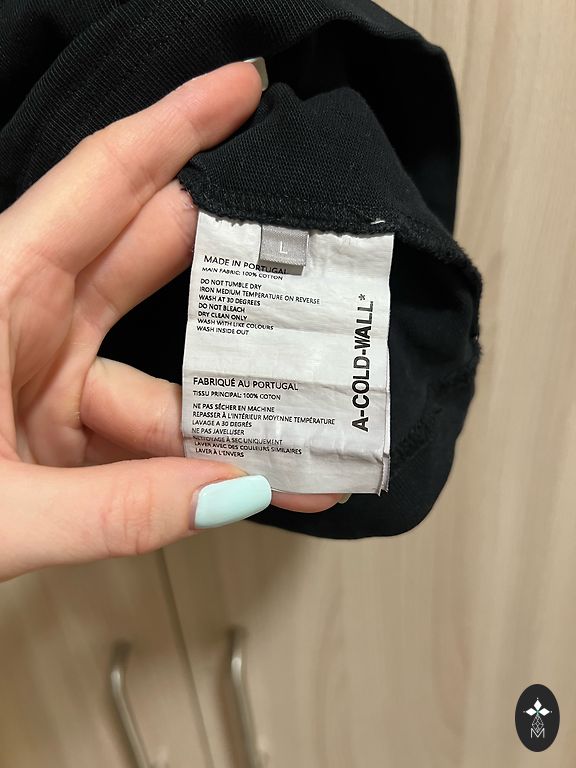 L
MADE IN PORTUGAL
MAIN FABRIC: 100% COTTON
DO NOT TUMBLE DRY
IRON MEDIUM TEMPERATURE ON REVERSE
WASH AT 30 DEGREES
DO NOT BLEACH
DRY CLEAN ONLY
WASH WITH LIKE COLOURS
WASH INSIDE OUT
FABRIQUÉ AU PORTUGAL
TISSU PRINCIPAL: 100% COTON
NE PAS SÉCHER EN MACHINE
REPASSER À L'INTÉRIEUR MOYENNE TEMPÉRATURE
LAVAGE A 30 DEGRÉS
NE PAS JAVELLISER
NETTOYAGE À SEC UNIQUEMENT
LAVER AVEC DES COULEURS SIMILAIRES
LAVER À L'ENVERS
A-COLD-WALL*
M